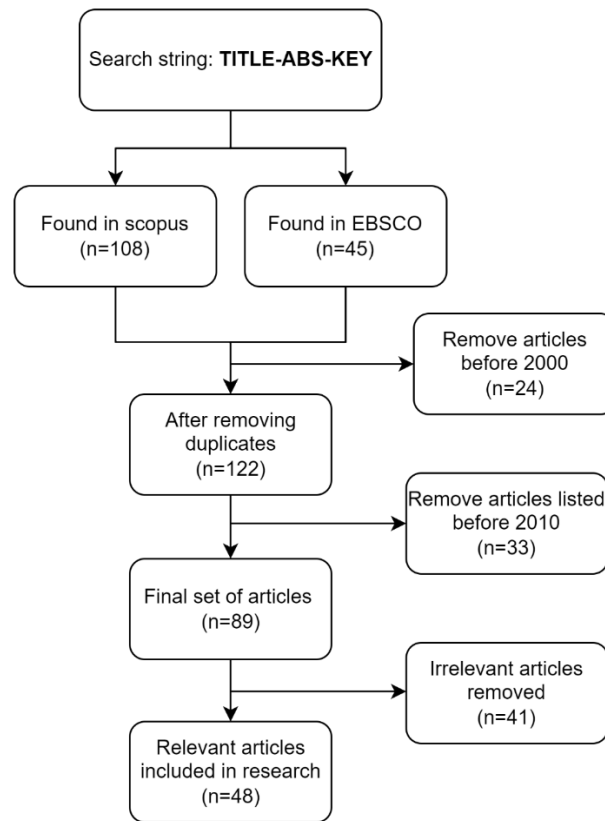 Search string: TITLE-ABS-KEY
Found in scopus
(n=108)
Found in EBSCO
(n=45)
Remove articles
before 2000
(n=24)
After removing
duplicates
(n=122)
Remove articles listed
before 2010
(n=33)
Final set of articles
(n=89)
Irrelevant articles
removed
(n=41)
Relevant articles
included in research
(n=48)